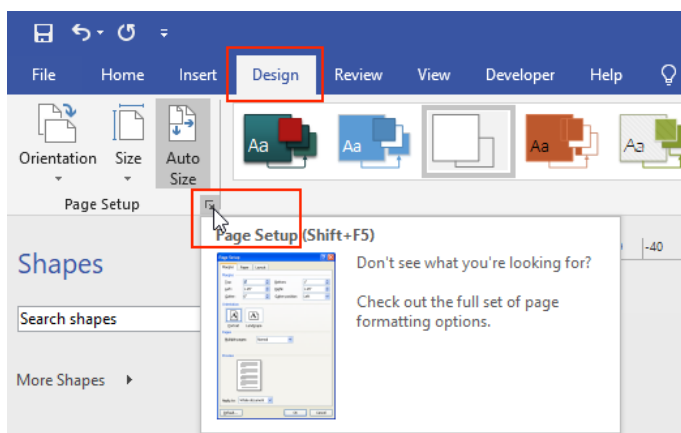 File Home Insert Design Review View Developer Help
Orientation Size Auto Size
Aa Aa Aa Aa
Page Setup
Page Setup (Shift+F5)
Shapes
Don't see what you're looking for?
-40
Search shapes
Check out the full set of page
formatting options.
More Shapes